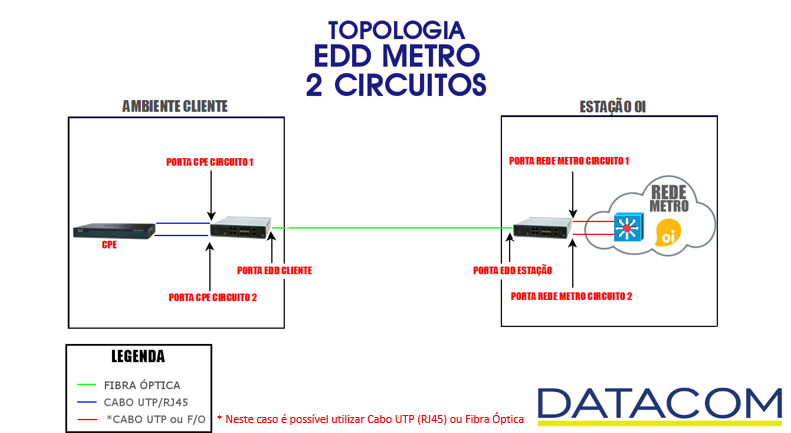 TOPOLOGIA
EDD METRO
2 CIRCUITOS
AMBIENTE CLIENTE
ESTAÇÃO OI
PORTA CPE CIRCUITO 1
PORTA REDE METRO CIRCUITO 1
REDE
METRO
oi
CPE
PORTA EDD CLIENTE
PORTA EDD ESTAÇÃO
PORTA CPE CIRCUITO 2
PORTA REDE METRO CIRCUITO 2
LEGENDA
FIBRA ÓPTICA
CABO UTP/RJ45
*CABO UTP ou F/O
* Neste caso é possível utilizar Cabo UTP (RJ45) ou Fibra Óptica
DATACOM